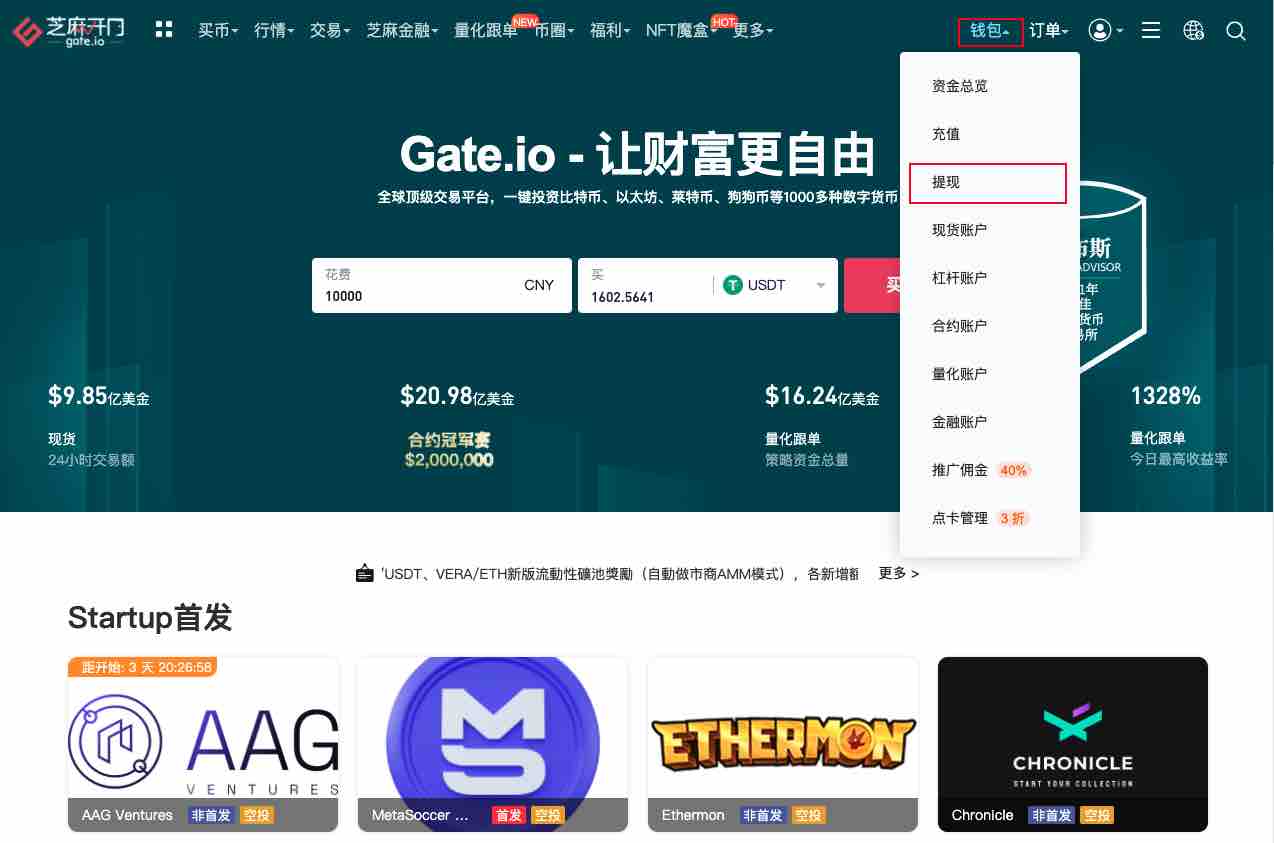 芝麻开门
gate.io
买币
行情
交易
芝麻金融
量化跟单
NEW
币圈
福利
NFT魔盒
HOT
更多
钱包
订单
资金总览
充值
提现
现货账户
杠杆账户
合约账户
量化账户
金融账户
推广佣金 40%
点卡管理 3 折
Gate.io - 让财富更自由
全球顶级交易平台，一键投资比特币、以太坊、莱特币、狗狗币等1000多种数字货币
布斯
ADVISOR
1年
佳
货币
易所
花费
10000
CNY
买
1602.5641
USDT
买
$9.85亿美金
现货
24小时交易额
$20.98亿美金
合约冠军赛
$2,000,000
$16.24亿美金
量化跟单
策略资金总量
1328%
量化跟单
今日最高收益率
'USDT、VERA/ETH新版流動性礦池獎勵（自動做市商AMM模式），各新增額
更多 >
Startup首发
距开始: 3 天 20:26:58
AAG
VENTURES
AAG Ventures 非首发 空投
MS
MetaSoccer ... 首发 空投
ETHERMON
Ethermon 非首发 空投
CHRONICLE
START YOUR COLLECTION
Chronicle 非首发 空投